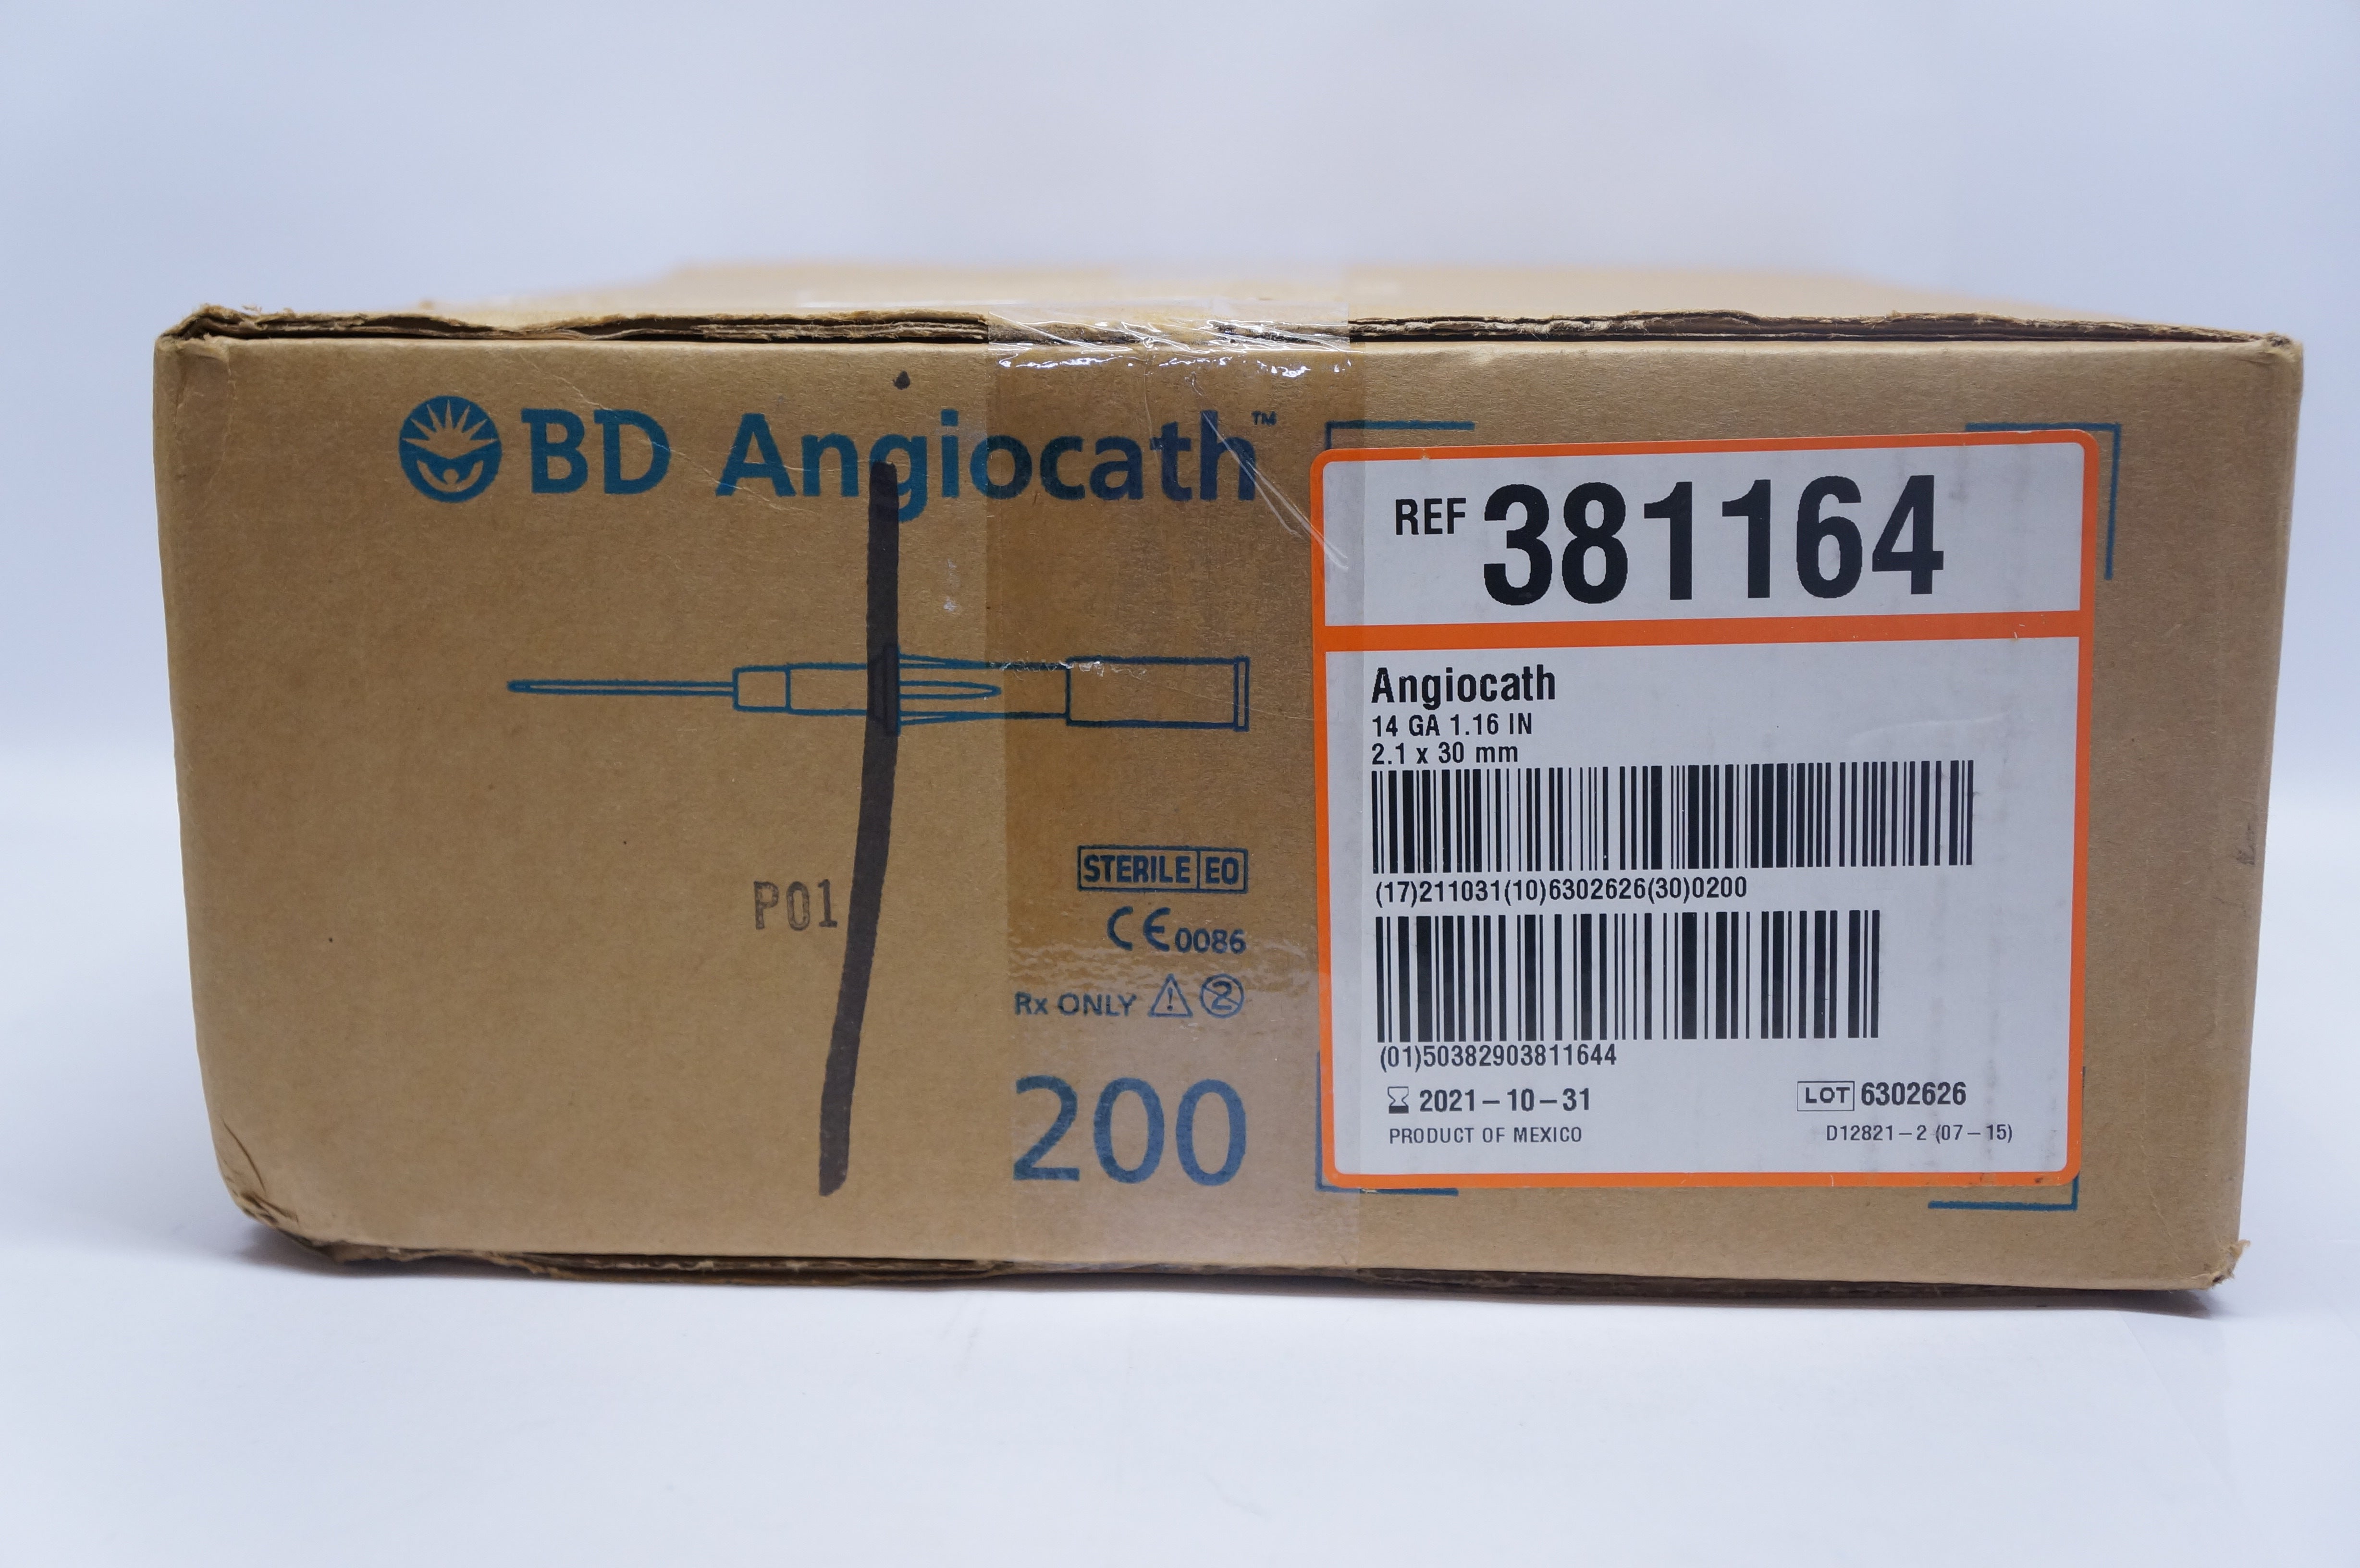 BD Angiocath™
P01
STERILE EO
CE 0086
Rx ONLY
200
REF 381164
Angiocath
14 GA 1.16 IN
2.1 x 30 mm
(17)211031(10)6302626(30)0200
(01)50382903811644
2021-10-31
LOT 6302626
PRODUCT OF MEXICO
D12821-2 (07-15)